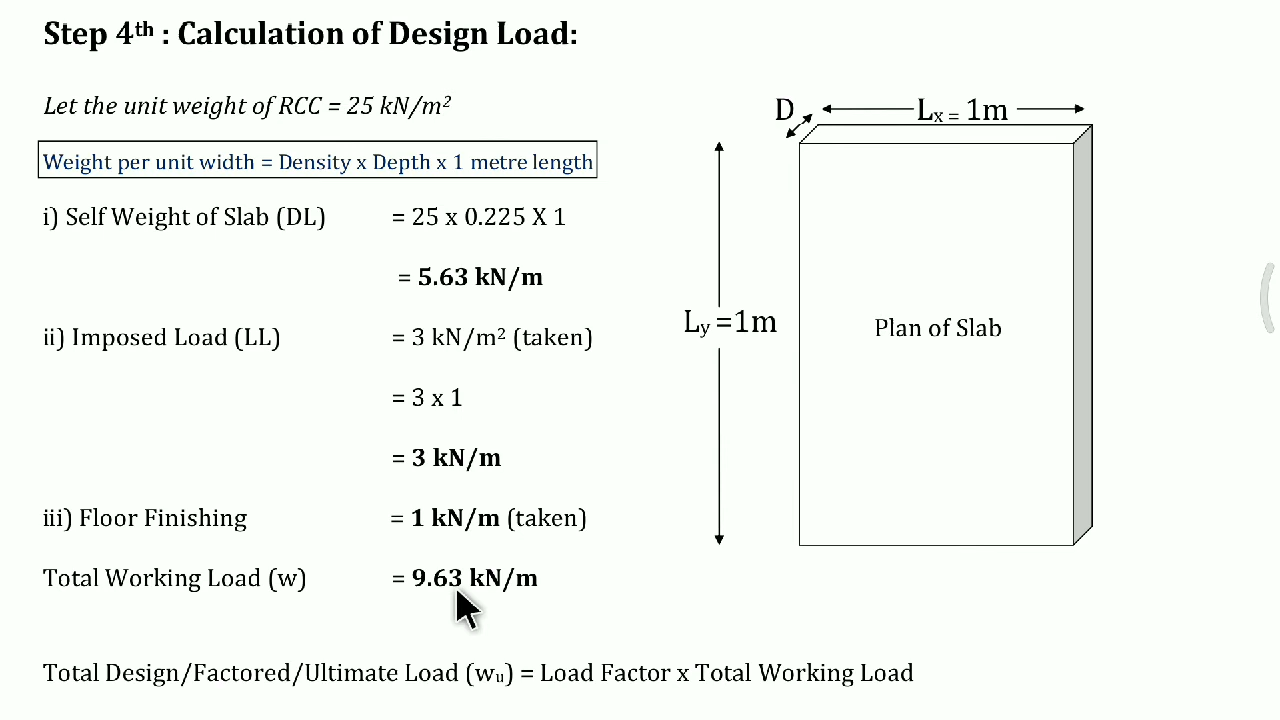 Step 4th : Calculation of Design Load:
Let the unit weight of RCC = 25 kN/m²
Weight per unit width = Density x Depth x 1 metre length
i) Self Weight of Slab (DL) = 25 x 0.225 X 1
= 5.63 kN/m
ii) Imposed Load (LL) = 3 kN/m² (taken)
= 3 x 1
= 3 kN/m
iii) Floor Finishing = 1 kN/m (taken)
Total Working Load (w) = 9.63 kN/m
Total Design/Factored/Ultimate Load (wu) = Load Factor x Total Working Load
D
Lx = 1m
Ly =1m
Plan of Slab